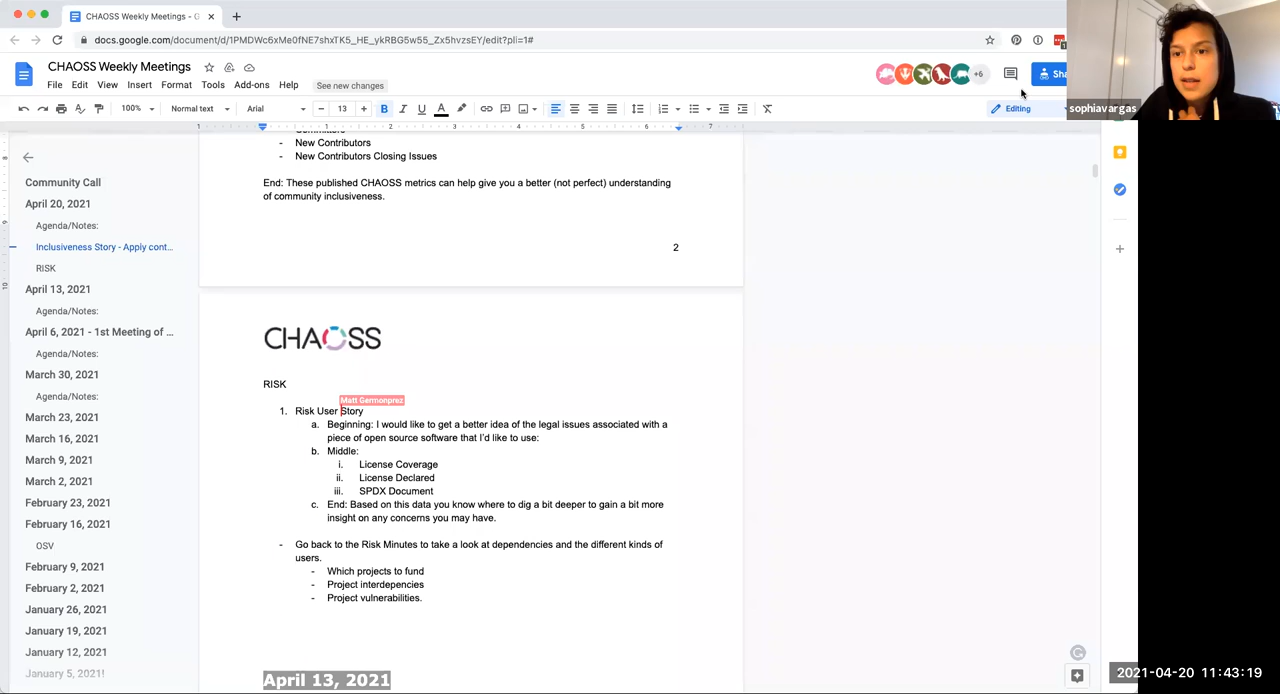 CHAOSS Weekly Meetings - G
docs.google.com/document/d/1PMDWc6xMe0fNE7shxTK5_HE_ykRBG5w55_Zx5hvzsEY/edit?pli=1#
CHAOSS Weekly Meetings
+6
Sha
File Edit View Insert Format Tools Add-ons Help See new changes
100% Normal text Arial 13 B I U A Editing
sophiavargas
1 1 2 3 4 5 6 7
New Contributors
- New Contributors Closing Issues
End: These published CHAOSS metrics can help give you a better (not perfect) understanding
of community inclusiveness.
2
Community Call
April 20, 2021
Agenda/Notes:
Inclusiveness Story - Apply cont...
RISK
April 13, 2021
Agenda/Notes:
April 6, 2021 - 1st Meeting of ...
Agenda/Notes:
March 30, 2021
Agenda/Notes:
March 23, 2021
March 16, 2021
March 9, 2021
March 2, 2021
February 23, 2021
February 16, 2021
OSV
February 9, 2021
February 2, 2021
January 26, 2021
January 19, 2021
January 12, 2021
January 5, 2021!
CHAOSS
RISK
Matt Germonprez
1. Risk User Story
a. Beginning: I would like to get a better idea of the legal issues associated with a
piece of open source software that I'd like to use:
b. Middle:
i. License Coverage
ii. License Declared
iii. SPDX Document
c. End: Based on this data you know where to dig a bit deeper to gain a bit more
insight on any concerns you may have.
- Go back to the Risk Minutes to take a look at dependencies and the different kinds of
users.
- Which projects to fund
- Project interdepencies
- Project vulnerabilities.
April 13, 2021
2021-04-20 11:43:19